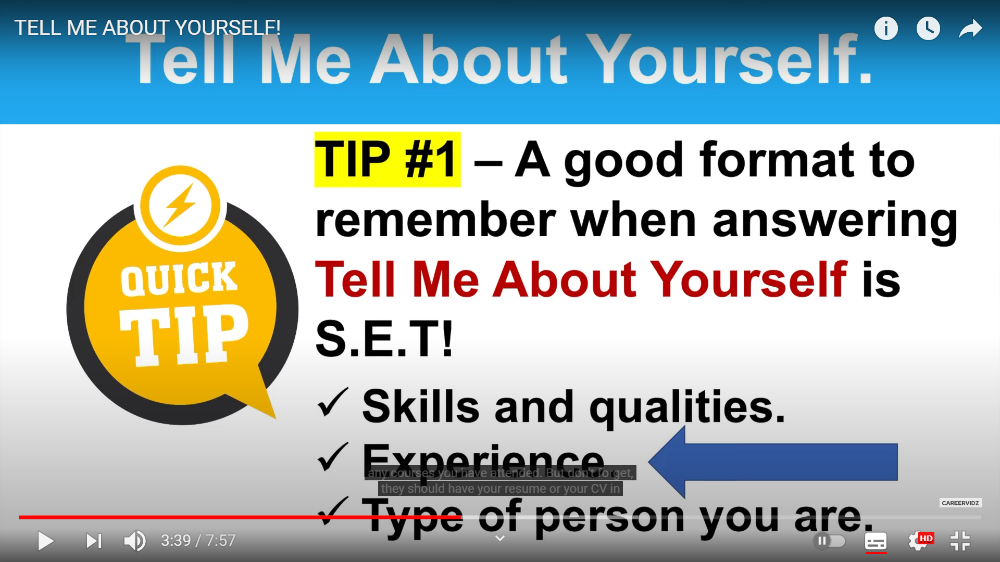 TELL ME ABOUT YOURSELF!
Tell Me About Yourself.
TIP #1 – A good format to
remember when answering
Tell Me About Yourself is
S.E.T!
QUICK
TIP
✓ Skills and qualities.
✓ Experience.
any courses you have attended. But don't forget,
they should have your resume or your CV in
✓ Type of person you are.
CAREERVIDZ
3:39 / 7:57
HD